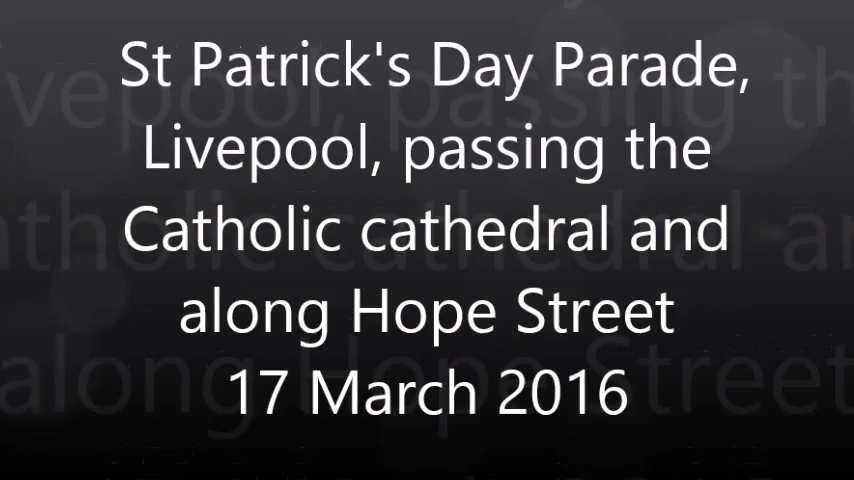 St Patrick's Day Parade,
Livepool, passing the
Catholic cathedral and
along Hope Street
17 March 2016